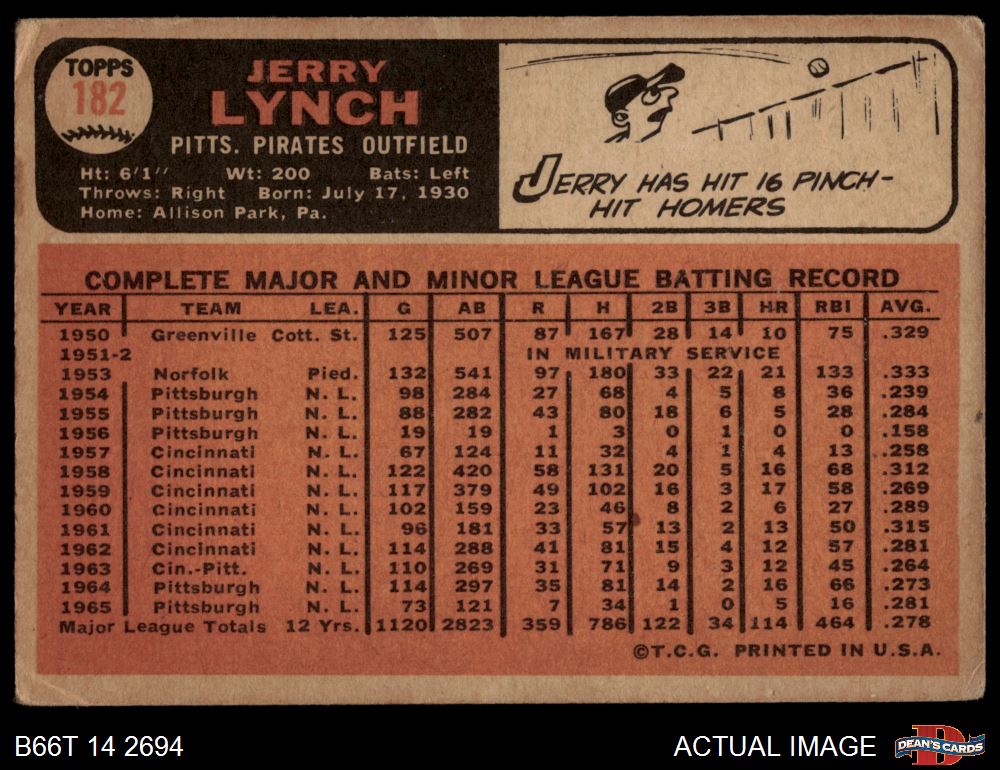 TOPPS
182
JERRY
LYNCH
PITTS. PIRATES OUTFIELD
Ht: 6'1" Wt: 200 Bats: Left
Throws: Right Born: July 17, 1930
Home: Allison Park, Pa.
JERRY HAS HIT 16 PINCH-
HIT HOMERS
COMPLETE MAJOR AND MINOR LEAGUE BATTING RECORD
YEAR TEAM LEA. G AB R H 2B 3B HR RBI AVG.
1950 Greenville Cott. St. 125 507 87 167 28 14 10 75 .329
1951-2 IN MILITARY SERVICE
1953 Norfolk Pied. 132 541 97 180 33 22 21 133 .333
1954 Pittsburgh N. L. 98 284 27 68 4 5 8 36 .239
1955 Pittsburgh N. L. 88 282 43 80 18 6 5 28 .284
1956 Pittsburgh N. L. 19 19 1 3 0 1 0 0 .158
1957 Cincinnati N. L. 67 124 11 32 4 1 4 13 .258
1958 Cincinnati N. L. 122 420 58 131 20 5 16 68 .312
1959 Cincinnati N. L. 117 379 49 102 16 3 17 58 .269
1960 Cincinnati N. L. 102 159 23 46 8 2 6 27 .289
1961 Cincinnati N. L. 96 181 33 57 13 2 13 50 .315
1962 Cincinnati N. L. 114 288 41 81 15 4 12 57 .281
1963 Cin.-Pitt. N. L. 110 269 31 71 9 3 12 45 .264
1964 Pittsburgh N. L. 114 297 35 81 14 2 16 66 .273
1965 Pittsburgh N. L. 73 121 7 34 1 0 5 16 .281
Major League Totals 12 Yrs. 1120 2823 359 786 122 34 114 464 .278
©T.C.G. PRINTED IN U.S.A.
B66T 14 2694
ACTUAL IMAGE
D
DEAN'S CARDS